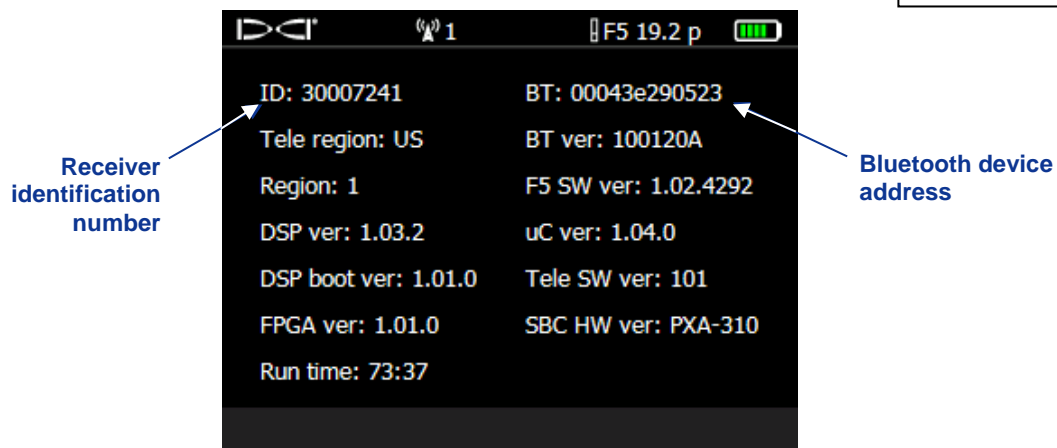 DCI 1 F5 19.2 p
ID: 30007241 BT: 00043e290523
Tele region: US BT ver: 100120A
Region: 1 F5 SW ver: 1.02.4292
DSP ver: 1.03.2 uC ver: 1.04.0
DSP boot ver: 1.01.0 Tele SW ver: 101
FPGA ver: 1.01.0 SBC HW ver: PXA-310
Run time: 73:37
Receiver
identification
number
Bluetooth device
address